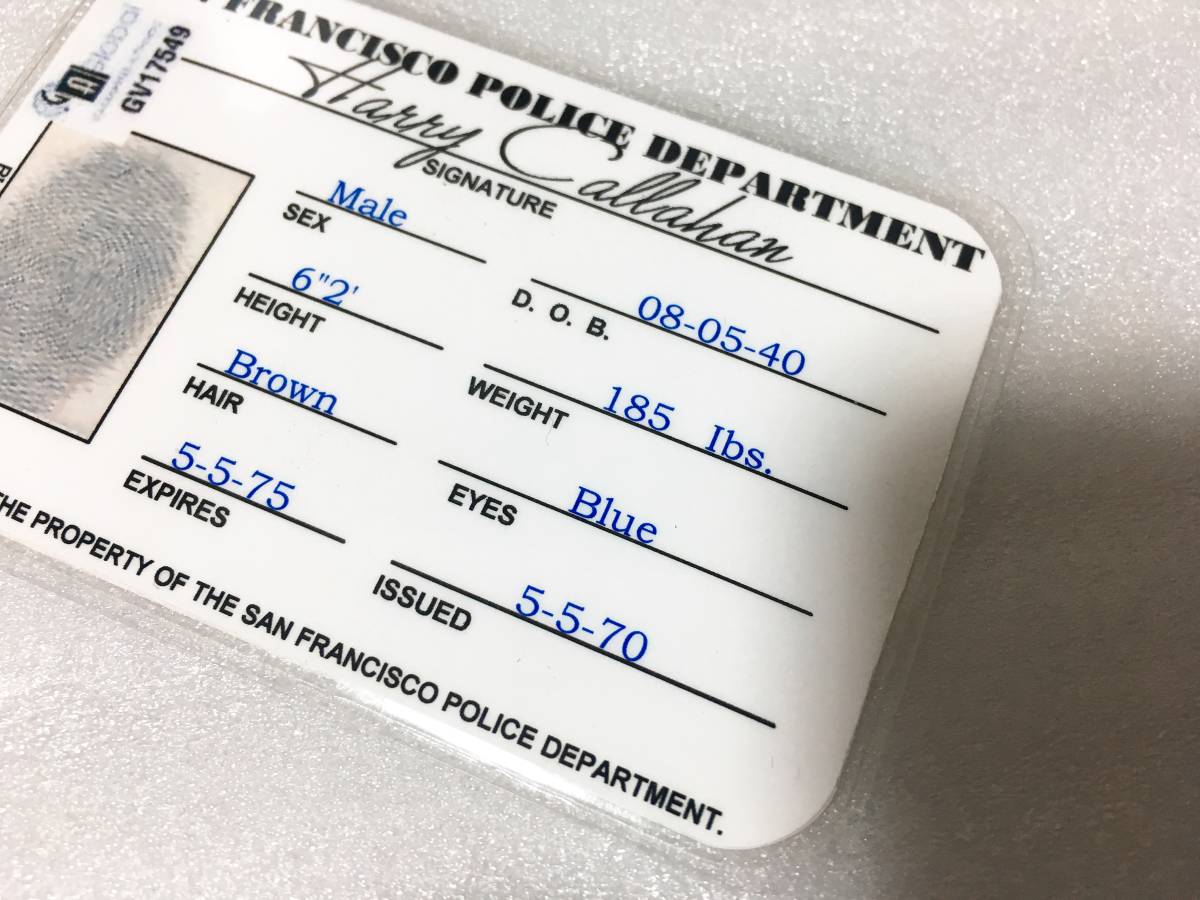 FRANCISCO POLICE DEPARTMENT
Harry Callahan
SIGNATURE
GV17549
Male
SEX
08-05-40
D. O. B.
6"2'
HEIGHT
185 Ibs.
WEIGHT
Brown
HAIR
Blue
EYES
5-5-75
EXPIRES
5-5-70
ISSUED
THE PROPERTY OF THE SAN FRANCISCO POLICE DEPARTMENT.